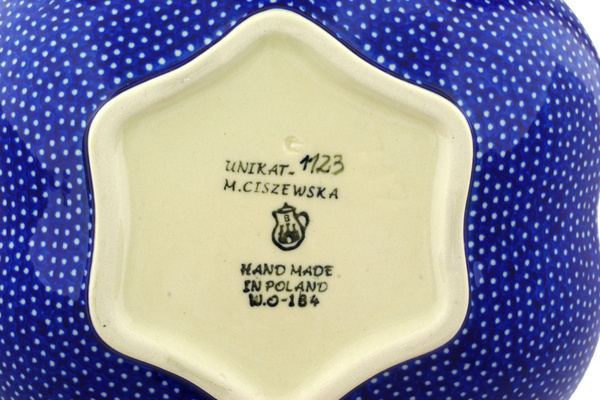 UNIKAT- 1123
M.CISZEWSKA
B
HAND MADE
IN POLAND
W.O-184